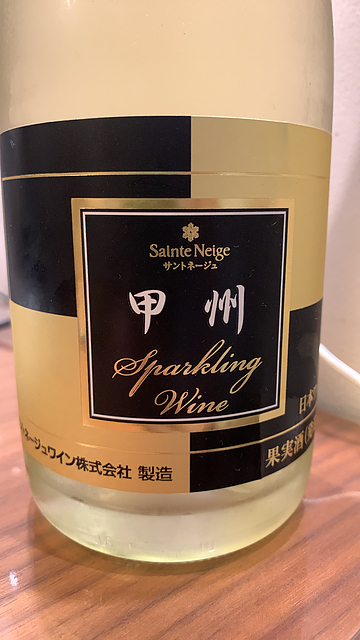 Sainte Neige
サントネージュ
甲州
Sparkling
Wine
ネージュワイン株式会社 製造
日本
果実酒